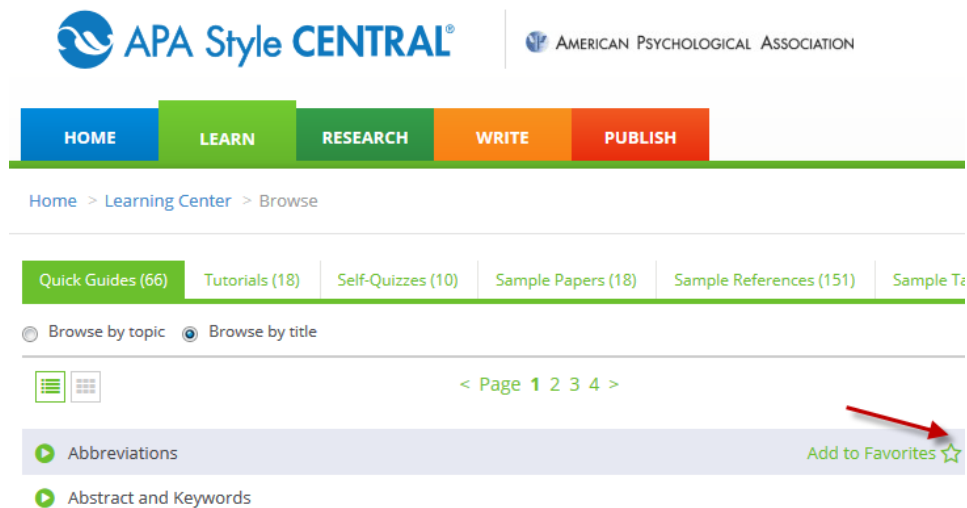 APA Style CENTRAL®
AMERICAN PSYCHOLOGICAL ASSOCIATION
HOME LEARN RESEARCH WRITE PUBLISH
Home > Learning Center > Browse
Quick Guides (66) Tutorials (18) Self-Quizzes (10) Sample Papers (18) Sample References (151) Sample Ta
Browse by topic Browse by title
< Page 1 2 3 4 >
Abbreviations Add to Favorites
Abstract and Keywords